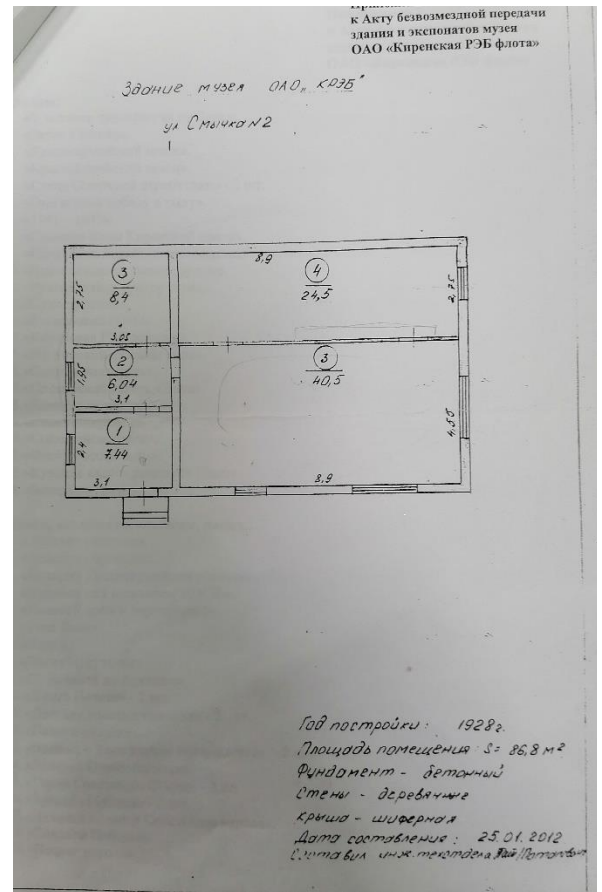 к Акту безвозмездной передачи
здания и экспонатов музея
ОАО «Киренская РЭБ флота»
Здание музея ОАО „КРЭБ"
ул Смычка №2
3
8,4
2,75
3,05
8,9
4
24,5
2,75
2
6,04
1,95
3,1
3
40,5
4,55
8,9
1
7.44
2,4
3,1
Год постройки: 1928г.
Площадь помещения: S= 86,8 м²
Фундамент - бетонный
Стены - деревянные
крыша - шиферная
Дата составления: 25.01.2012
Составил инж. техотдела